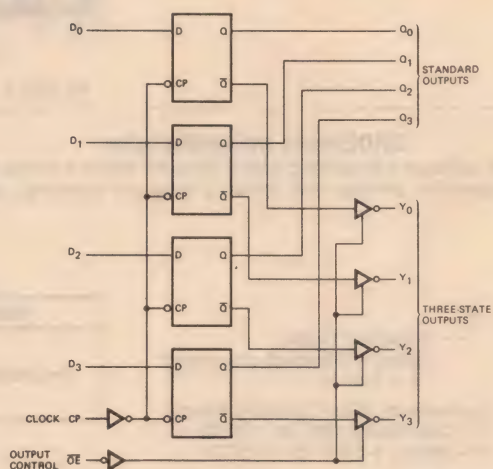 D0
D Q
CP Q̅
Q0
Q1
Q2
Q3
STANDARD
OUTPUTS
D1
D Q
CP Q̅
D2
D Q
CP Q̅
D3
D Q
CP Q̅
Y0
Y1
Y2
Y3
THREE-STATE
OUTPUTS
CLOCK CP
OUTPUT
CONTROL O̅E̅